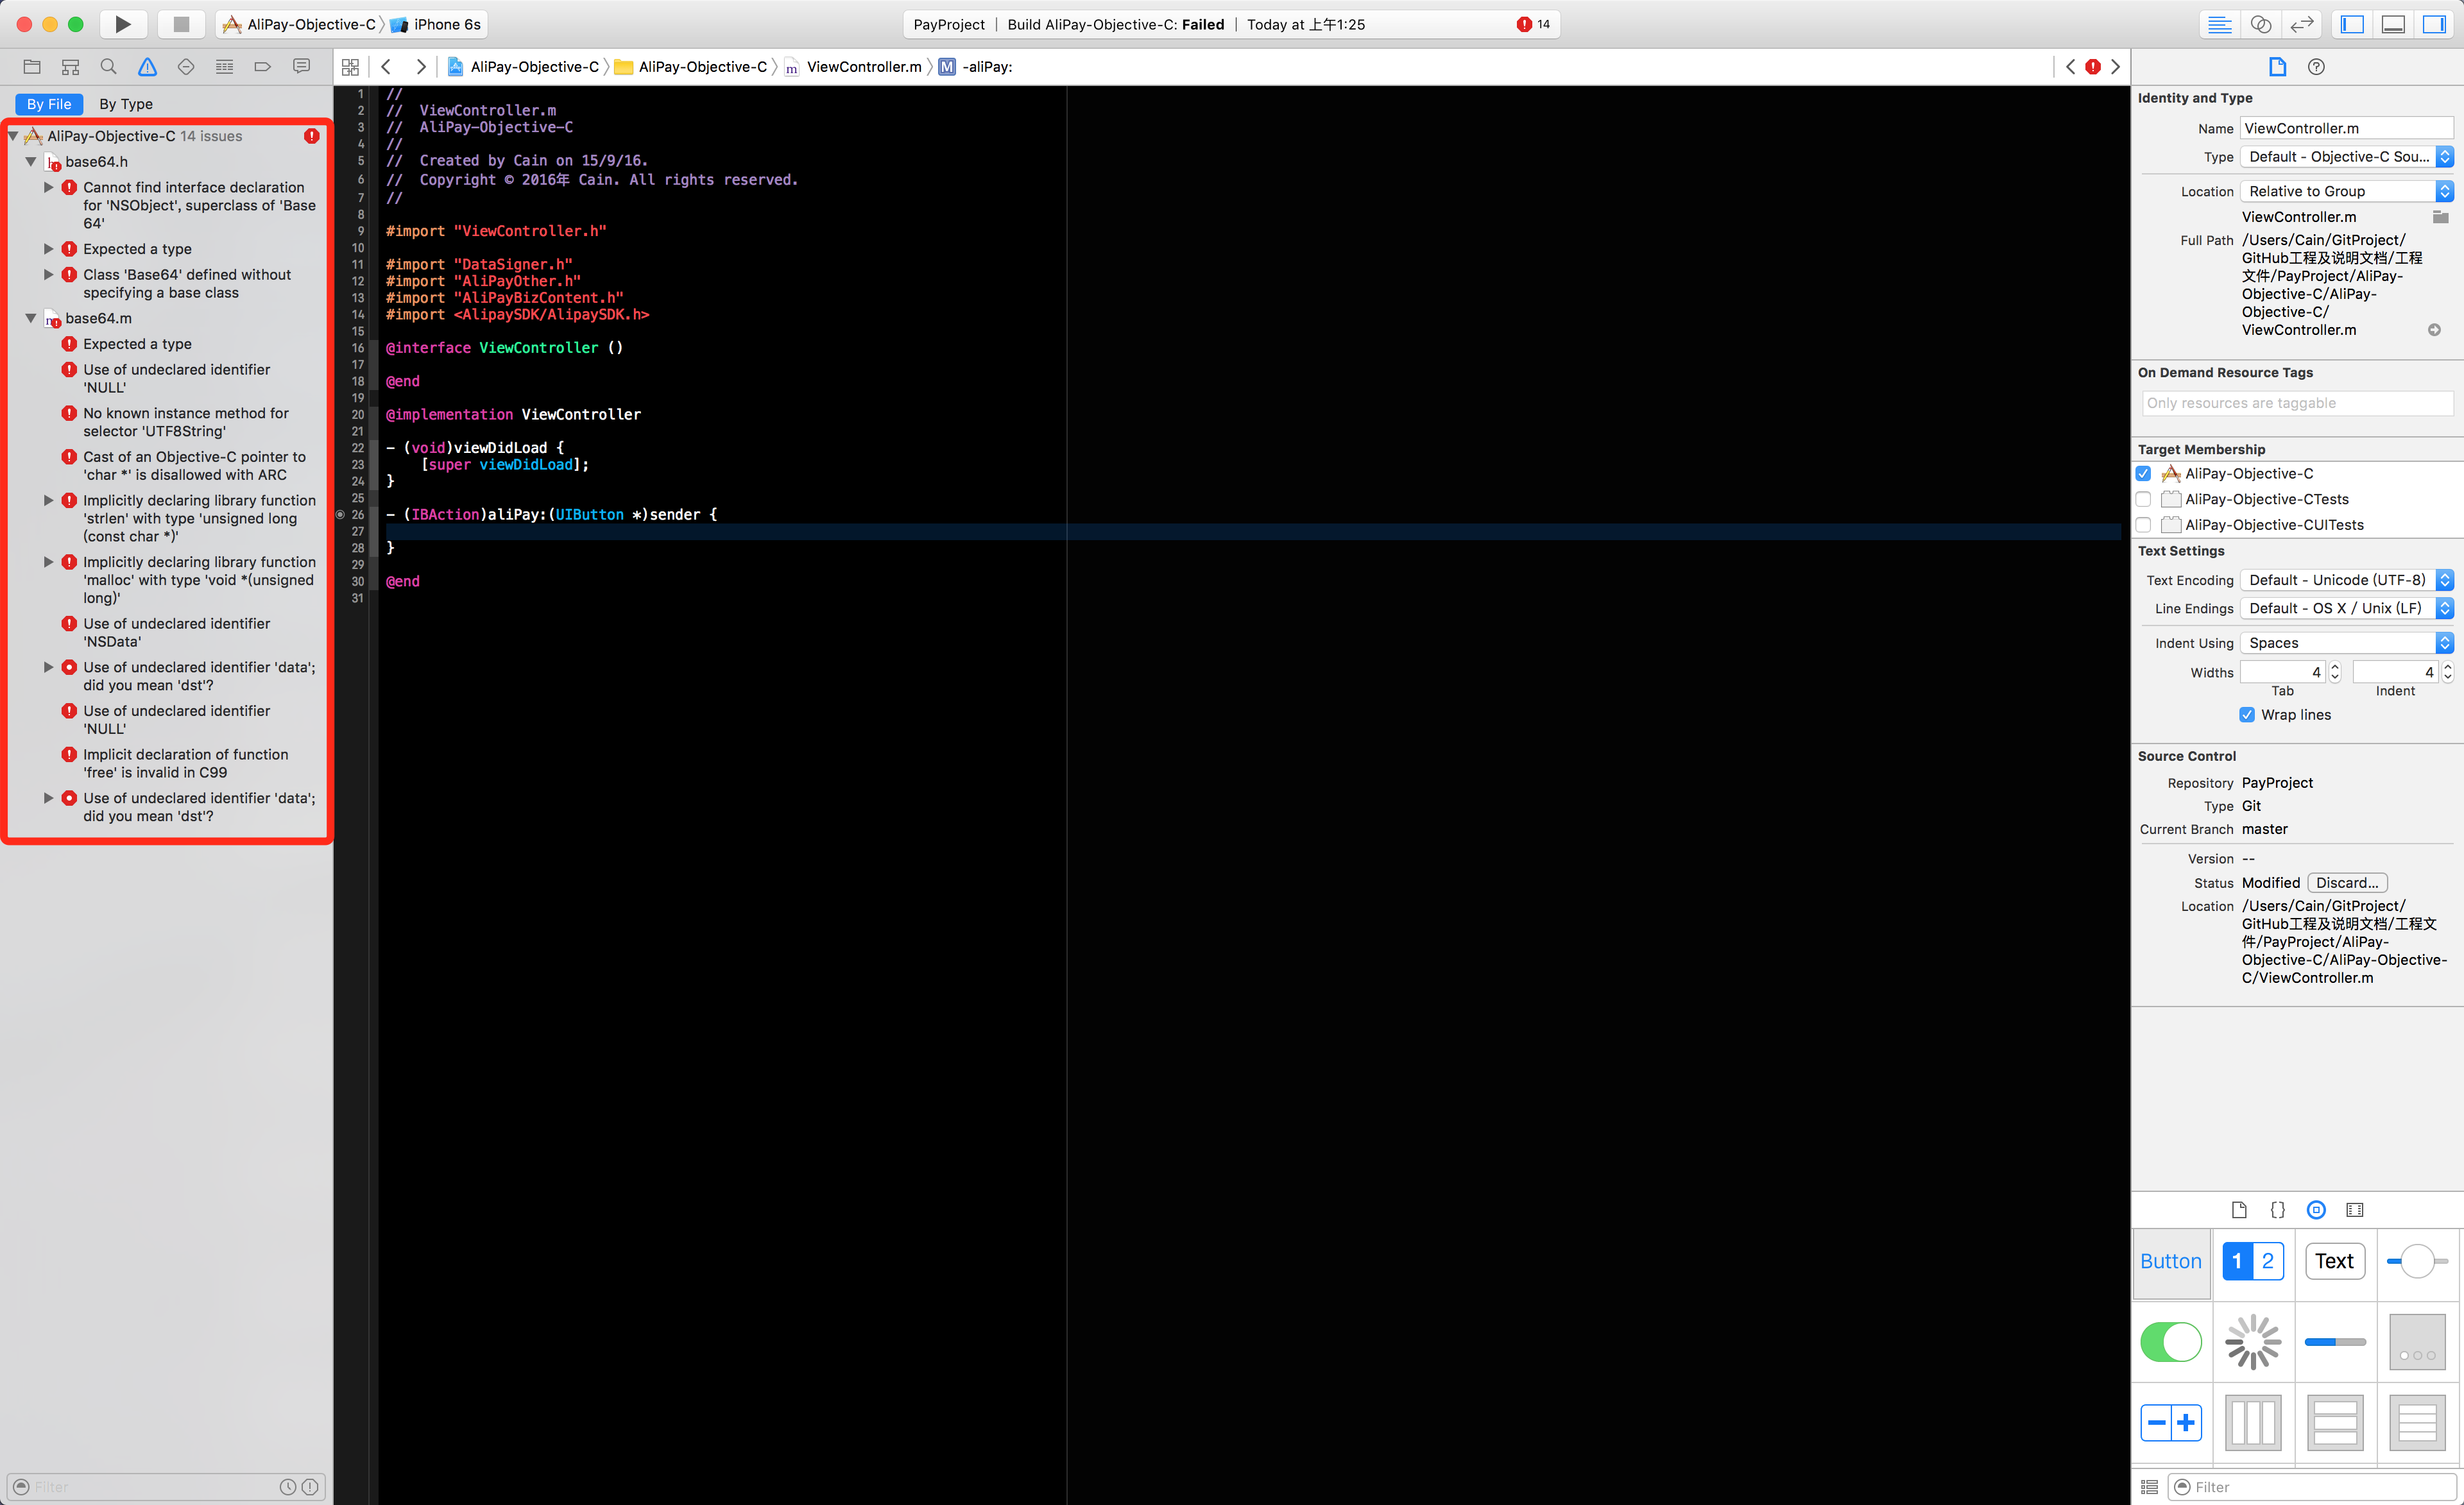 AliPay-Objective-C iPhone 6s
PayProject | Build AliPay-Objective-C: Failed | Today at 上午1:25
14
AliPay-Objective-C AliPay-Objective-C ViewController.m M -aliPay:
By File By Type
AliPay-Objective-C 14 issues
base64.h
Cannot find interface declaration
for 'NSObject', superclass of 'Base
64'
Expected a type
Class 'Base64' defined without
specifying a base class
base64.m
Expected a type
Use of undeclared identifier
'NULL'
No known instance method for
selector 'UTF8String'
Cast of an Objective-C pointer to
'char *' is disallowed with ARC
Implicitly declaring library function
'strlen' with type 'unsigned long
(const char *)'
Implicitly declaring library function
'malloc' with type 'void *(unsigned
long)'
Use of undeclared identifier
'NSData'
Use of undeclared identifier 'data';
did you mean 'dst'?
Use of undeclared identifier
'NULL'
Implicit declaration of function
'free' is invalid in C99
Use of undeclared identifier 'data';
did you mean 'dst'?
Filter
1 //
2 // ViewController.m
3 // AliPay-Objective-C
4 //
5 // Created by Cain on 15/9/16.
6 // Copyright © 2016年 Cain. All rights reserved.
7 //
8
9 #import "ViewController.h"
10
11 #import "DataSigner.h"
12 #import "AliPayOther.h"
13 #import "AliPayBizContent.h"
14 #import <AlipaySDK/AlipaySDK.h>
15
16 @interface ViewController ()
17
18 @end
19
20 @implementation ViewController
21
22 - (void)viewDidLoad {
23 [super viewDidLoad];
24 }
25
26 - (IBAction)aliPay:(UIButton *)sender {
27
28 }
29
30 @end
31
Identity and Type
Name ViewController.m
Type Default - Objective-C Sou...
Location Relative to Group
ViewController.m
Full Path /Users/Cain/GitProject/
GitHub工程及说明文档/工程
文件/PayProject/AliPay-
Objective-C/AliPay-
Objective-C/
ViewController.m
On Demand Resource Tags
Only resources are taggable
Target Membership
AliPay-Objective-C
AliPay-Objective-CTests
AliPay-Objective-CUITests
Text Settings
Text Encoding Default - Unicode (UTF-8)
Line Endings Default - OS X / Unix (LF)
Indent Using Spaces
Widths 4 4
Tab Indent
Wrap lines
Source Control
Repository PayProject
Type Git
Current Branch master
Version --
Status Modified Discard...
Location /Users/Cain/GitProject/
GitHub工程及说明文档/工程文
件/PayProject/AliPay-
Objective-C/AliPay-Objective-
C/ViewController.m
Button 1 2 Text
Filter